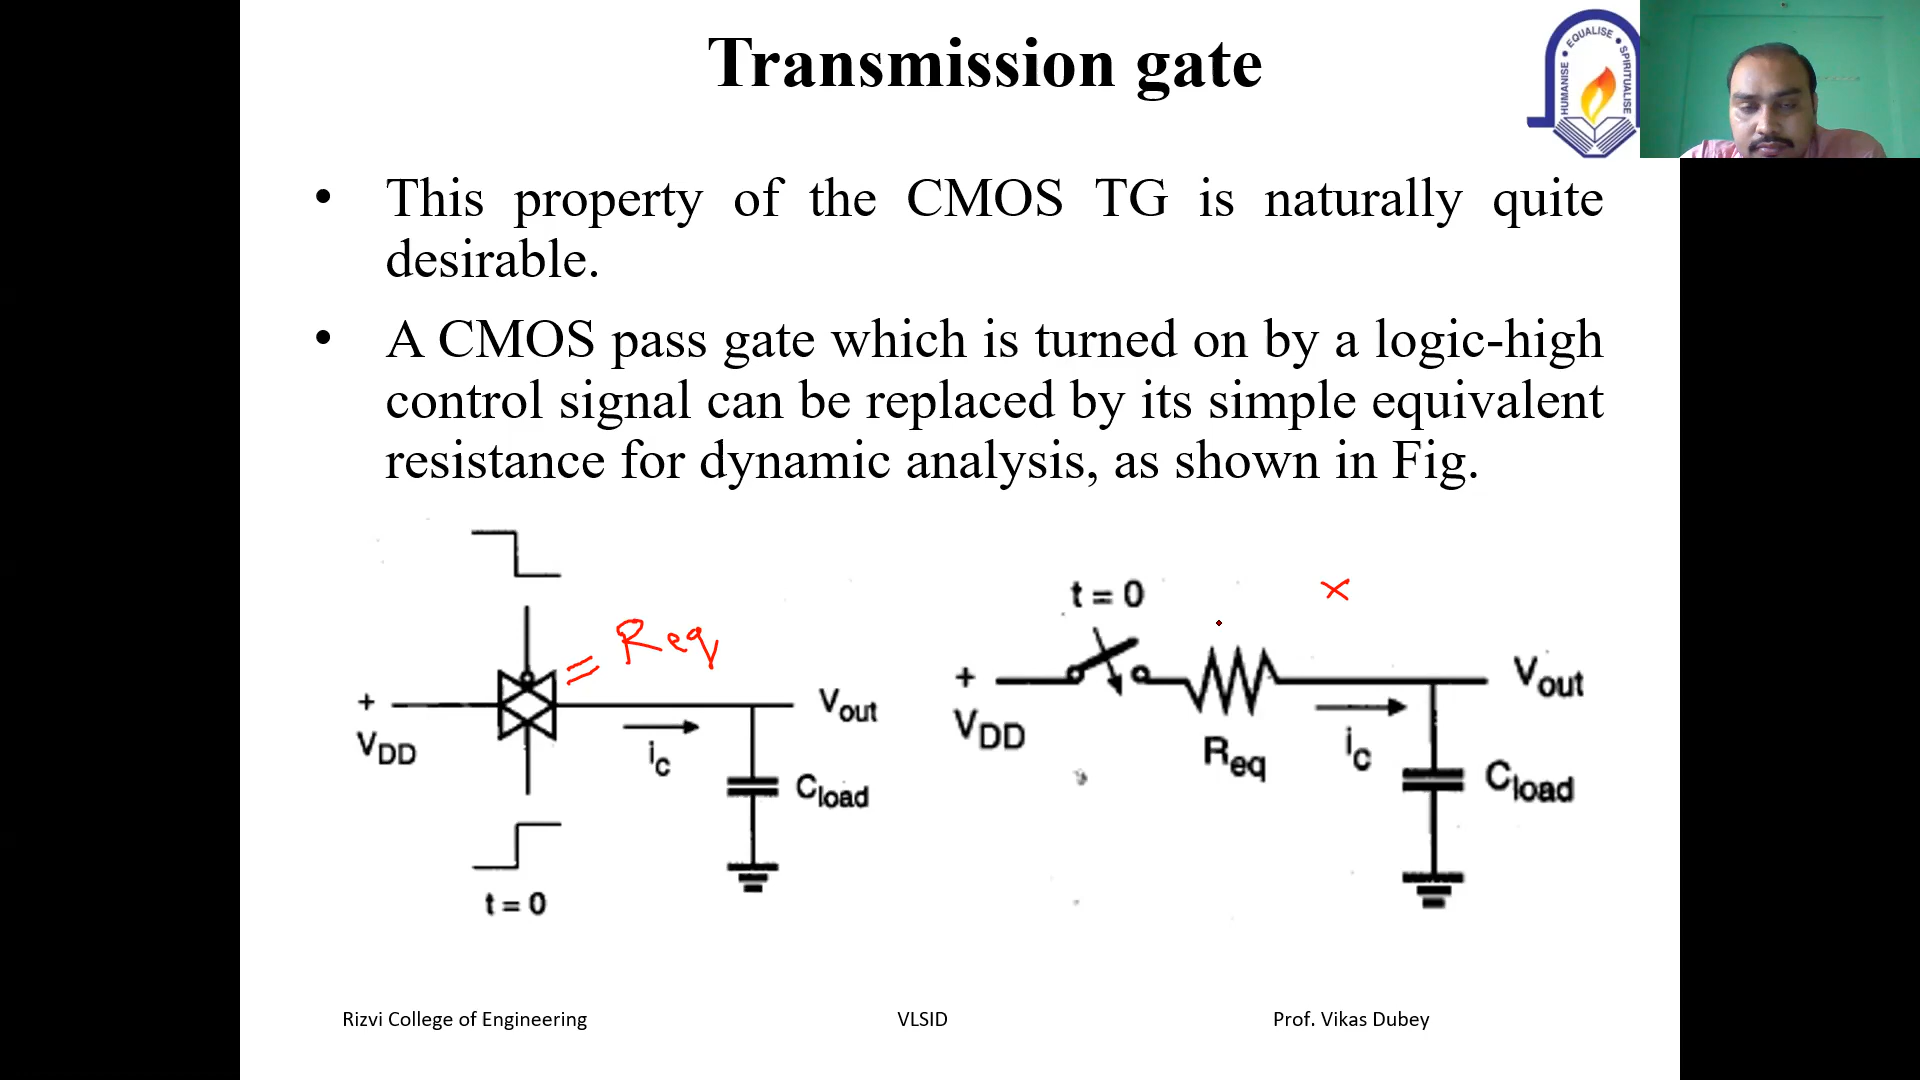 Transmission gate
HUMANISE • EQUALISE • SPIRITUALISE
• This property of the CMOS TG is naturally quite
desirable.
• A CMOS pass gate which is turned on by a logic-high
control signal can be replaced by its simple equivalent
resistance for dynamic analysis, as shown in Fig.
= Req
+
VDD
ic
Vout
Cload
t = 0
t = 0
×
+
VDD
Req
ic
Vout
Cload
Rizvi College of Engineering
VLSID
Prof. Vikas Dubey